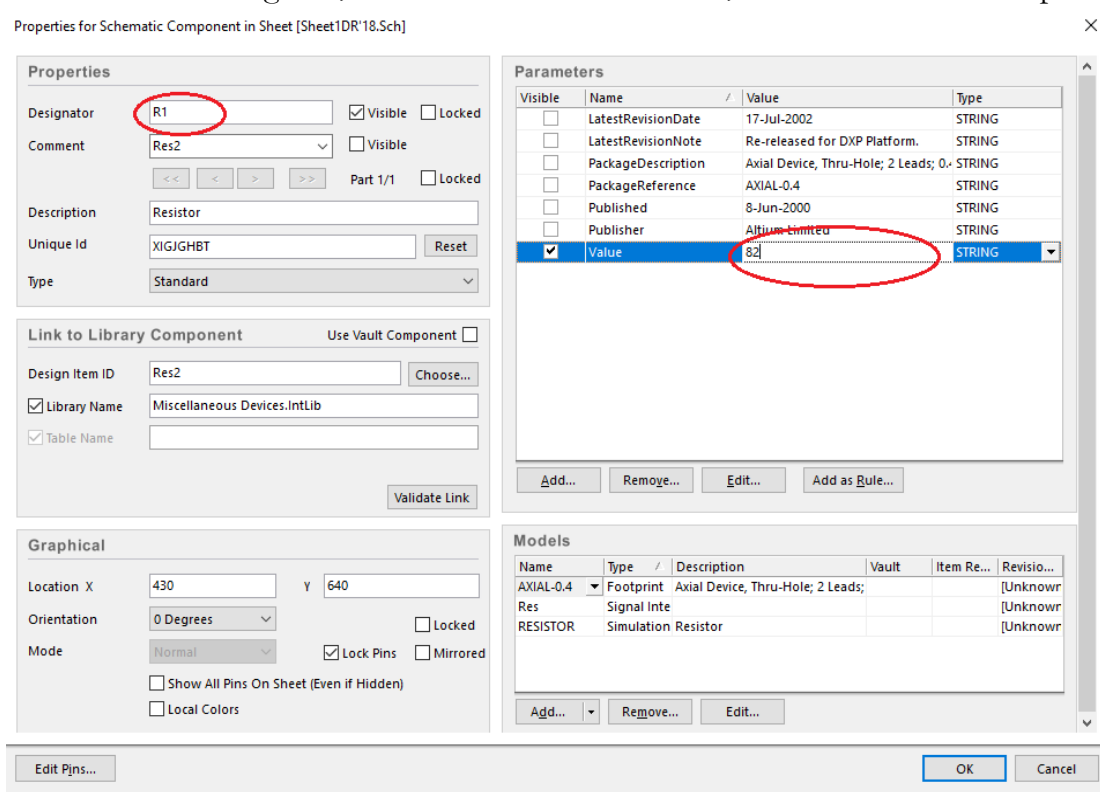 Properties for Schematic Component in Sheet [Sheet1DR'18.Sch]
Properties
Designator R1 Visible Locked
Comment Res2 Visible
<< < > >> Part 1/1 Locked
Description Resistor
Unique Id XIGJGHBT Reset
Type Standard
Link to Library Component Use Vault Component
Design Item ID Res2 Choose...
Library Name Miscellaneous Devices.IntLib
Table Name
Validate Link
Graphical
Location X 430 Y 640
Orientation 0 Degrees Locked
Mode Normal Lock Pins Mirrored
Show All Pins On Sheet (Even if Hidden)
Local Colors
Parameters
Visible Name Value Type
LatestRevisionDate 17-Jul-2002 STRING
LatestRevisionNote Re-released for DXP Platform. STRING
PackageDescription Axial Device, Thru-Hole; 2 Leads; 0.4 STRING
PackageReference AXIAL-0.4 STRING
Published 8-Jun-2000 STRING
Publisher Altium Limited STRING
Value 82 STRING
Add... Remove... Edit... Add as Rule...
Models
Name Type Description Vault Item Re... Revisio...
AXIAL-0.4 Footprint Axial Device, Thru-Hole; 2 Leads; [Unknown
Res Signal Inte
RESISTOR Simulation Resistor [Unknown
Add... Remove... Edit...
Edit Pins... OK Cancel